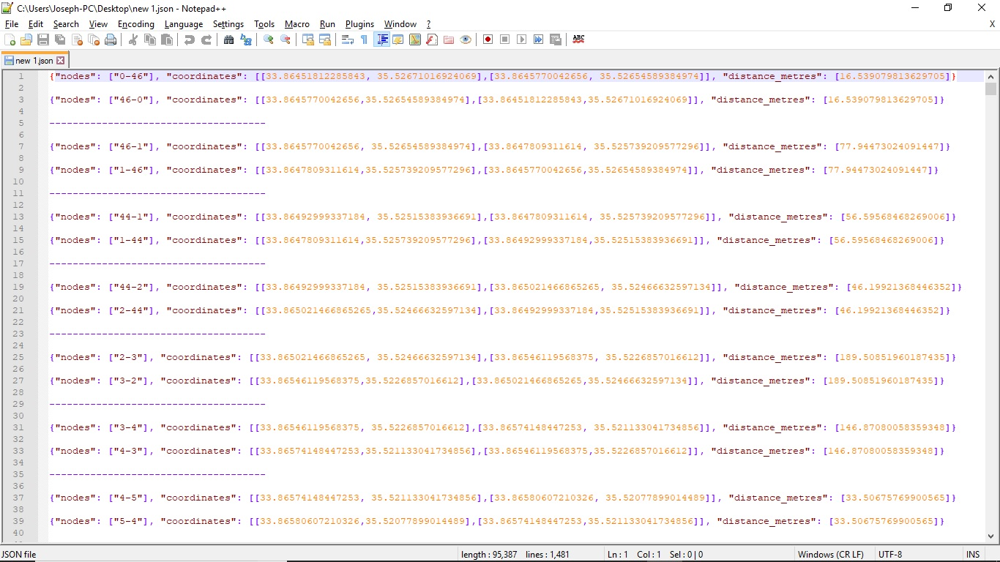 C:\Users\Joseph-PC\Desktop\new 1.json - Notepad++
File Edit Search View Encoding Language Settings Tools Macro Run Plugins Window ? X
ABC
new 1.json
1 {"nodes": ["0-46"], "coordinates": [[33.86451812285843, 35.52671016924069],[33.8645770042656, 35.52654589384974]], "distance_metres": [16.539079813629705]}
2
3 {"nodes": ["46-0"], "coordinates": [[33.8645770042656,35.52654589384974],[33.86451812285843,35.52671016924069]], "distance_metres": [16.539079813629705]}
4
5 -------------------------------------
6
7 {"nodes": ["46-1"], "coordinates": [[33.8645770042656, 35.52654589384974],[33.8647809311614, 35.525739209577296]], "distance_metres": [77.94473024091447]}
8
9 {"nodes": ["1-46"], "coordinates": [[33.8647809311614,35.525739209577296],[33.8645770042656,35.52654589384974]], "distance_metres": [77.94473024091447]}
10
11 -------------------------------------
12
13 {"nodes": ["44-1"], "coordinates": [[33.86492999337184, 35.52515383936691],[33.8647809311614, 35.525739209577296]], "distance_metres": [56.59568468269006]}
14
15 {"nodes": ["1-44"], "coordinates": [[33.8647809311614,35.525739209577296],[33.86492999337184,35.52515383936691]], "distance_metres": [56.59568468269006]}
16
17 -------------------------------------
18
19 {"nodes": ["44-2"], "coordinates": [[33.86492999337184, 35.52515383936691],[33.865021466865265, 35.52466632597134]], "distance_metres": [46.19921368446352]}
20
21 {"nodes": ["2-44"], "coordinates": [[33.865021466865265,35.52466632597134],[33.86492999337184,35.52515383936691]], "distance_metres": [46.19921368446352]}
22
23 -------------------------------------
24
25 {"nodes": ["2-3"], "coordinates": [[33.865021466865265, 35.52466632597134],[33.86546119568375, 35.5226857016612]], "distance_metres": [189.50851960187435]}
26
27 {"nodes": ["3-2"], "coordinates": [[33.86546119568375,35.5226857016612],[33.865021466865265,35.52466632597134]], "distance_metres": [189.50851960187435]}
28
29 -------------------------------------
30
31 {"nodes": ["3-4"], "coordinates": [[33.86546119568375, 35.5226857016612],[33.86574148447253, 35.521133041734856]], "distance_metres": [146.87080058359348]}
32
33 {"nodes": ["4-3"], "coordinates": [[33.86574148447253,35.521133041734856],[33.86546119568375,35.5226857016612]], "distance_metres": [146.87080058359348]}
34
35 -------------------------------------
36
37 {"nodes": ["4-5"], "coordinates": [[33.86574148447253, 35.521133041734856],[33.86580607210326, 35.52077899014489]], "distance_metres": [33.50675769900565]}
38
39 {"nodes": ["5-4"], "coordinates": [[33.86580607210326,35.52077899014489],[33.86574148447253,35.521133041734856]], "distance_metres": [33.50675769900565]}
40
JSON file length : 95,387 lines : 1,481 Ln : 1 Col : 1 Sel : 0 | 0 Windows (CR LF) UTF-8 INS